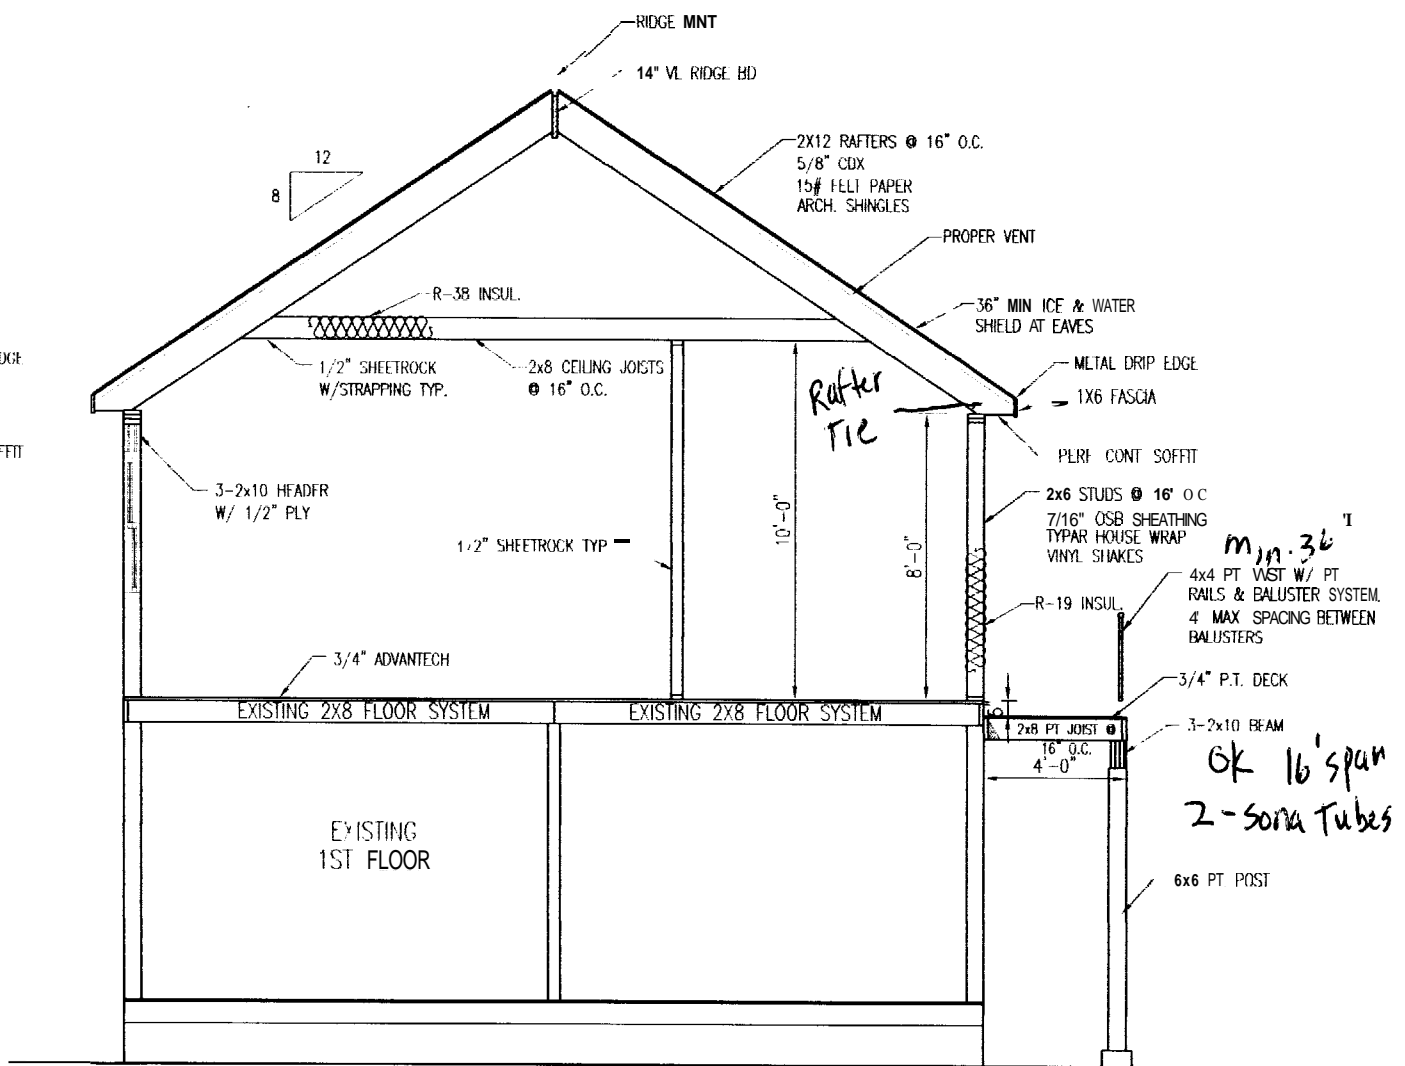 RIDGE MNT
14" VL RIDGE BD
12
8
2X12 RAFTERS @ 16" O.C.
5/8" CDX
15# FELT PAPER
ARCH. SHINGLES
PROPER VENT
R-38 INSUL.
36" MIN ICE & WATER
SHIELD AT EAVES
1/2" SHEETROCK
W/STRAPPING TYP.
2x8 CEILING JOISTS
@ 16" O.C.
METAL DRIP EDGE
1X6 FASCIA
Rafter
Tie
PERF CONT SOFFIT
3-2x10 HEADER
W/ 1/2" PLY
2x6 STUDS @ 16' O C
7/16" OSB SHEATHING
TYPAR HOUSE WRAP
VINYL SHAKES
10'-0"
8'-0"
1/2" SHEETROCK TYP
min. 36"
4x4 PT W/ PT
RAILS & BALUSTER SYSTEM.
4' MAX SPACING BETWEEN
BALUSTERS
R-19 INSUL.
3/4" ADVANTECH
3/4" P.T. DECK
EXISTING 2X8 FLOOR SYSTEM
EXISTING 2X8 FLOOR SYSTEM
2x8 PT JOIST @
16" O.C.
4'-0"
3-2x10 BEAM
OK 16' span
2-Sona Tubes
EXISTING
1ST FLOOR
6x6 PT POST